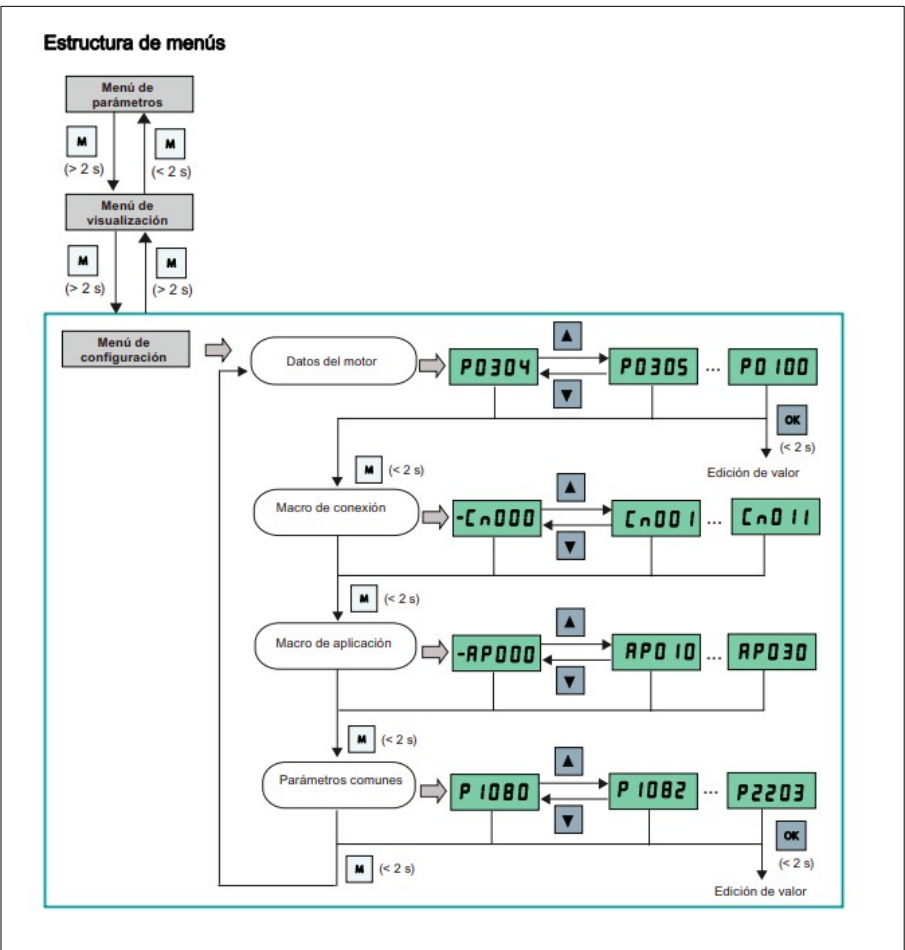 Estructura de menús
Menú de
parámetros
M
M
(> 2 s)
(< 2 s)
Menú de
visualización
M
M
(> 2 s)
(> 2 s)
Menú de
configuración
Datos del motor
P0304
▲
▼
P0305
...
P0100
OK
(< 2 s)
Edición de valor
M (< 2 s)
Macro de conexión
-Cn000
▲
▼
Cn001
...
Cn011
M (< 2 s)
Macro de aplicación
-AP000
▲
▼
AP010
...
AP030
M (< 2 s)
Parámetros comunes
P1080
▲
▼
P1082
...
P2203
OK
(< 2 s)
Edición de valor
M (< 2 s)